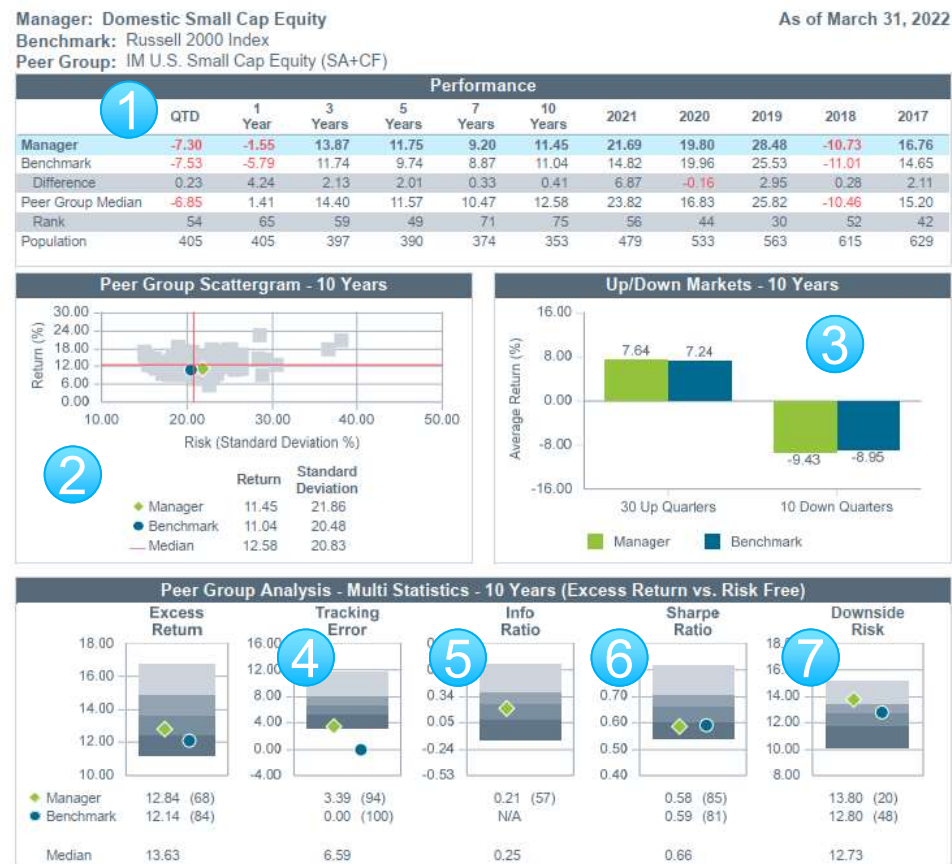 Manager: Domestic Small Cap Equity
As of March 31, 2022
Benchmark: Russell 2000 Index
Peer Group: IM U.S. Small Cap Equity (SA+CF)
Performance
1
QTD 1 Year 3 Years 5 Years 7 Years 10 Years 2021 2020 2019 2018 2017
Manager -7.30 -1.55 13.87 11.75 9.20 11.45 21.69 19.80 28.48 -10.73 16.76
Benchmark -7.53 -5.79 11.74 9.74 8.87 11.04 14.82 19.96 25.53 -11.01 14.65
Difference 0.23 4.24 2.13 2.01 0.33 0.41 6.87 -0.16 2.95 0.28 2.11
Peer Group Median -6.85 1.41 14.40 11.57 10.47 12.58 23.82 16.83 25.82 -10.46 15.20
Rank 54 65 59 49 71 75 56 44 30 52 42
Population 405 405 397 390 374 353 479 533 563 615 629
Peer Group Scattergram - 10 Years
30.00
24.00
18.00
12.00
6.00
0.00
Return (%)
10.00 20.00 30.00 40.00 50.00
Risk (Standard Deviation %)
2
Return Standard Deviation
Manager 11.45 21.86
Benchmark 11.04 20.48
Median 12.58 20.83
Up/Down Markets - 10 Years
3
16.00
8.00
0.00
-8.00
-16.00
Average Return (%)
7.64 7.24
-9.43 -8.95
30 Up Quarters 10 Down Quarters
Manager Benchmark
Peer Group Analysis - Multi Statistics - 10 Years (Excess Return vs. Risk Free)
Excess Return
18.00
16.00
14.00
12.00
10.00
Tracking Error
4
16.00
12.00
8.00
4.00
0.00
-4.00
Info Ratio
5
0.34
0.05
-0.24
-0.53
Sharpe Ratio
6
0.70
0.60
0.50
0.40
Downside Risk
7
14.00
12.00
10.00
8.00
Manager 12.84 (68) 3.39 (94) 0.21 (57) 0.58 (85) 13.80 (20)
Benchmark 12.14 (84) 0.00 (100) N/A 0.59 (81) 12.80 (48)
Median 13.63 6.59 0.25 0.66 12.73